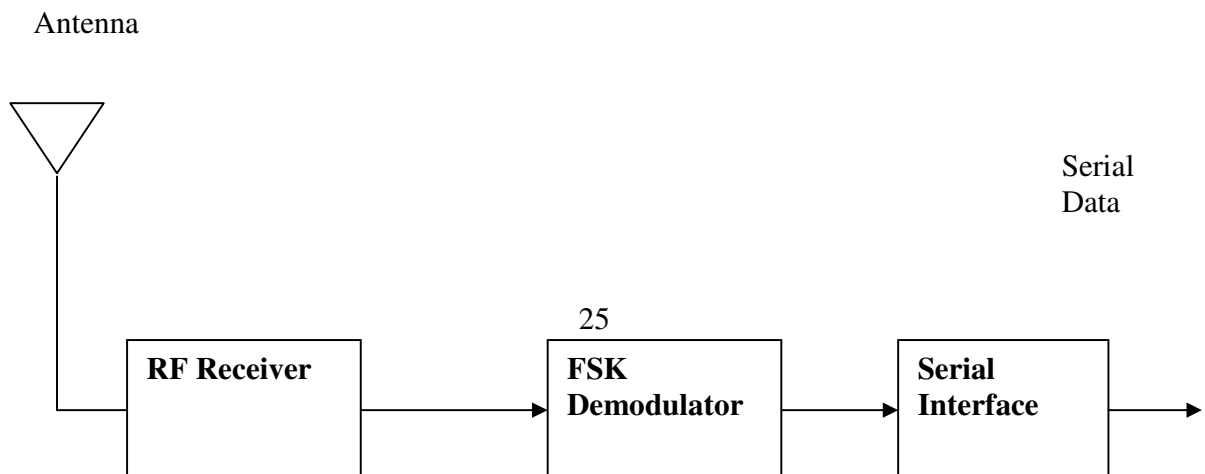 Antenna
Serial
Data
25
RF Receiver
FSK
Demodulator
Serial
Interface